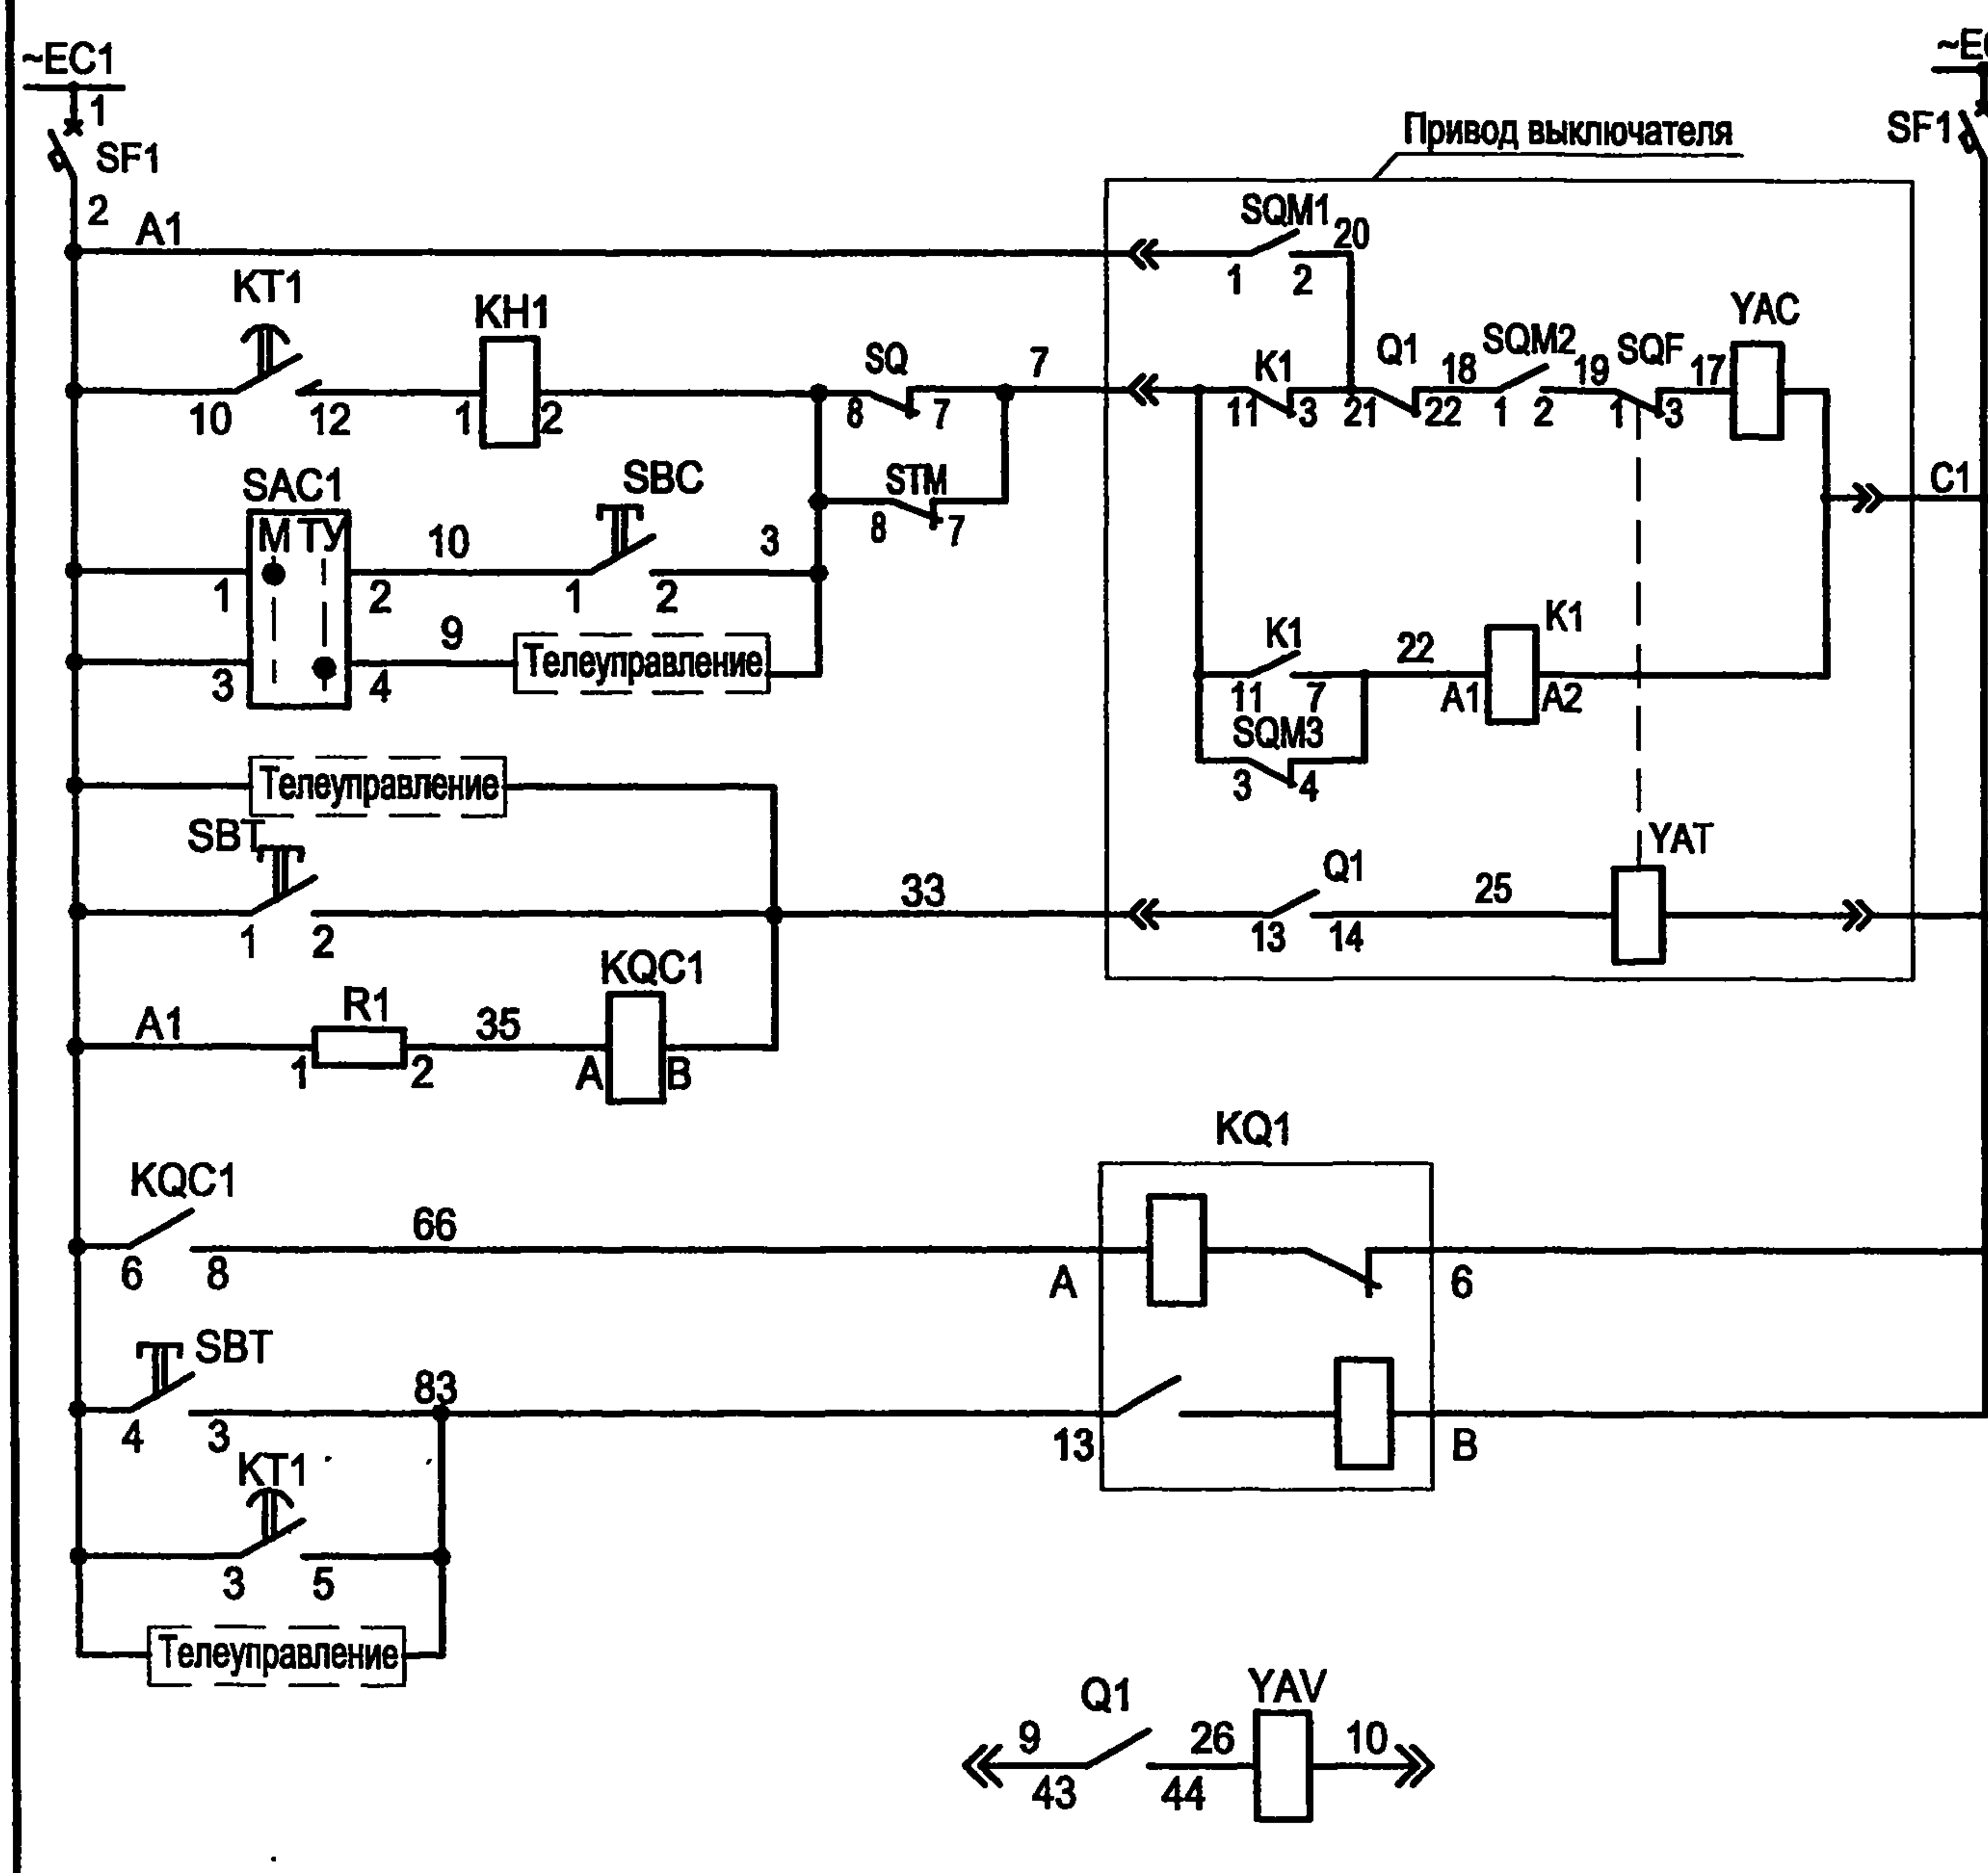 ~EC1
~E
1
SF1
SF1
Привод выключателя
2
A1
SQM1
20
1 2
KT1
KH1
SQ
7
K1
Q1
18
SQM2
19
SQF
17
YAC
10 12
1 2
8 7
11 3
21 22
1 2
1 3
SAC1
SBC
STM
C1
М ТУ
10
3
8 7
1 2
1 2
9
Телеуправление
3 4
K1
22
K1
11 7
A1 A2
SQM3
3 4
Телеуправление
SBT
YAT
33
Q1
25
1 2
13 14
KQC1
A1
R1
35
1 2
A B
KQ1
KQC1
66
6 8
A
6
SBT
83
4 3
13
B
KT1
3 5
Телеуправление
Q1
YAV
9
26
10
43 44